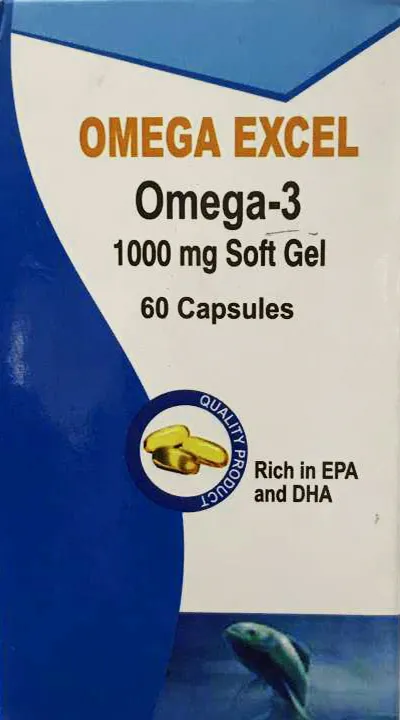 OMEGA EXCEL
Omega-3
1000 mg Soft Gel
60 Capsules
QUALITY PRODUCT
Rich in EPA
and DHA